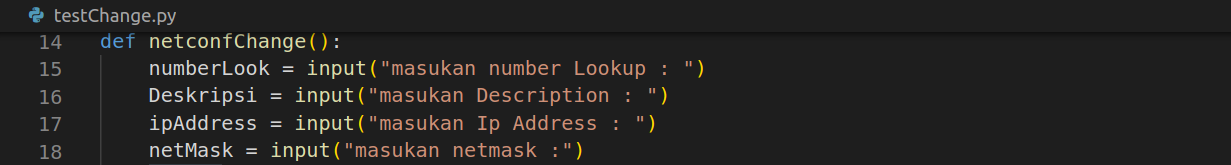 testChange.py
14 def netconfChange():
15     numberLook = input("masukan number Lookup : ")
16     Deskripsi = input("masukan Description : ")
17     ipAddress = input("masukan Ip Address : ")
18     netMask = input("masukan netmask :")